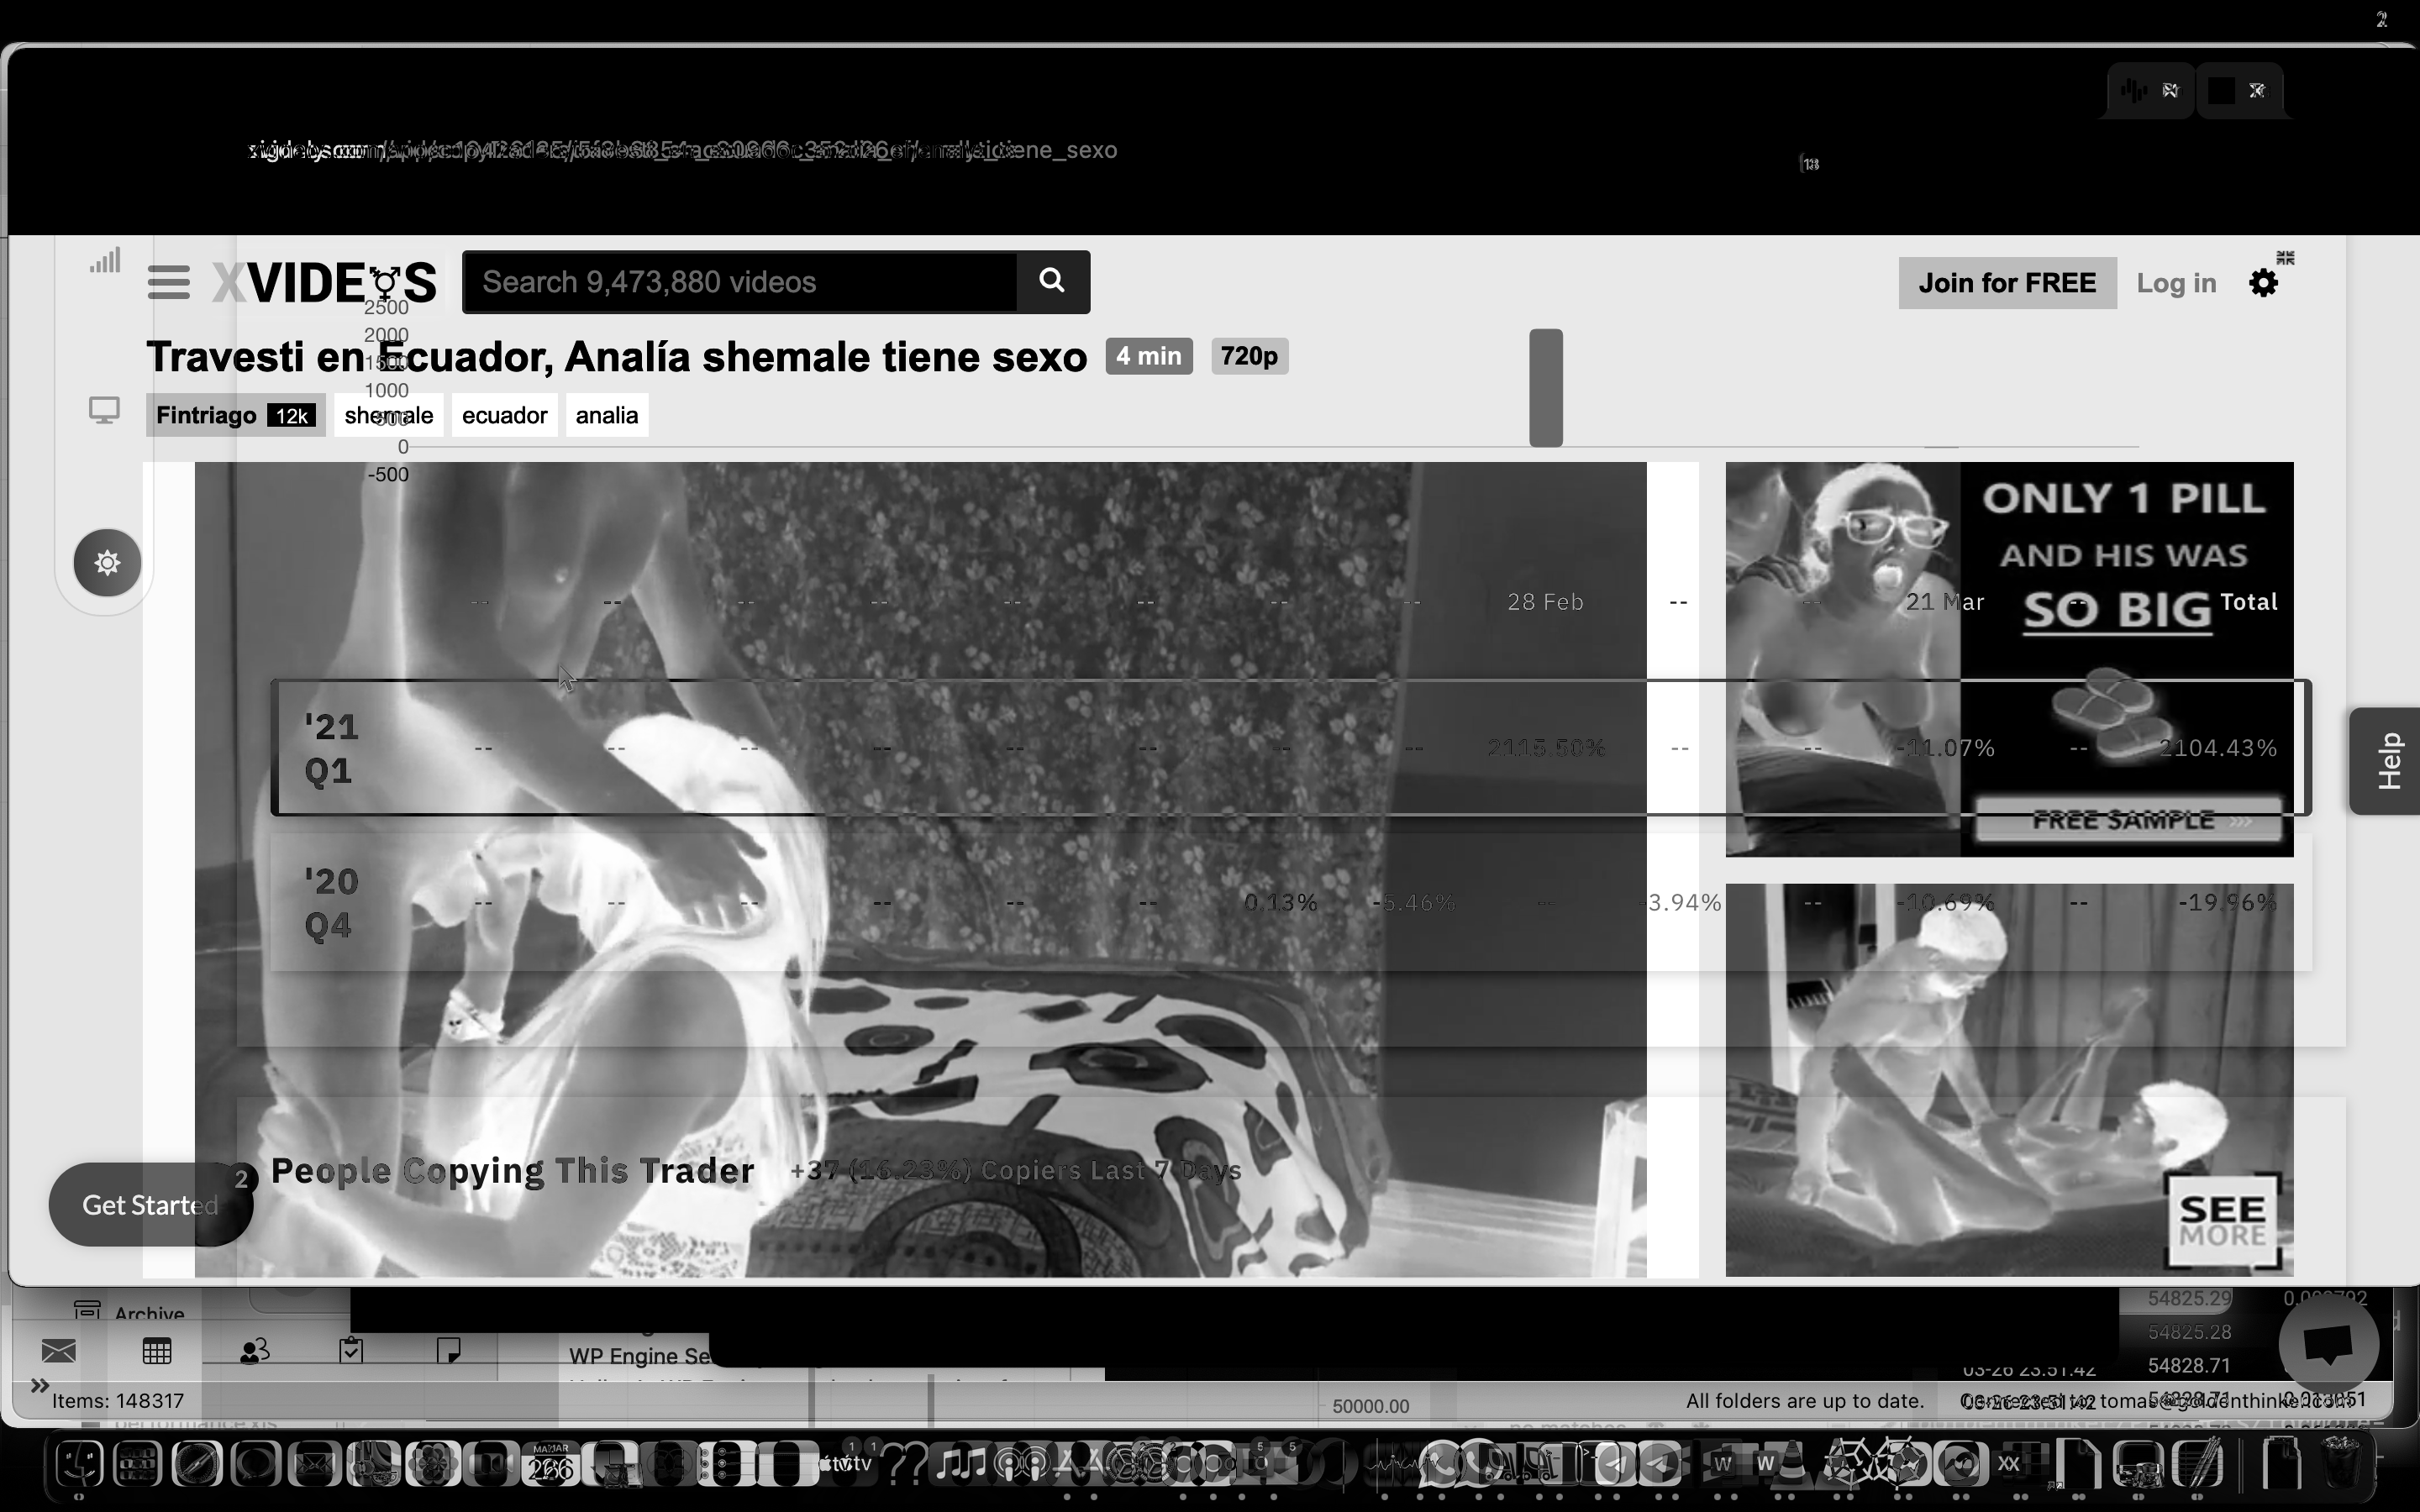 2
XVIDEOS
Search 9,473,880 videos
Join for FREE
Log in
2500
2000
1500
1000
500
0
-500
Travesti en Ecuador, Analía shemale tiene sexo
4 min
720p
Fintriago 12k
shemale
ecuador
analia
ONLY 1 PILL
AND HIS WAS
SO BIG
-- -- -- -- -- -- -- -- 28 Feb -- -- 21 Mar -- Total
'21
Q1
-- -- -- -- -- -- -- -- 2115.50% -- -- -11.07% -- 2104.43%
FREE SAMPLE
Help
'20
Q4
-- -- -- -- -- -- 0.13% -5.46% -- -3.94% -- -10.69% -- -19.96%
People Copying This Trader
+37 (16.23%) Copiers Last 7 Days
2
Get Started
SEE
MORE
Archive
54825.29
54825.28
WP Engine Se
03-26 23:51:42
54828.71
Items: 148317
50000.00
All folders are up to date.